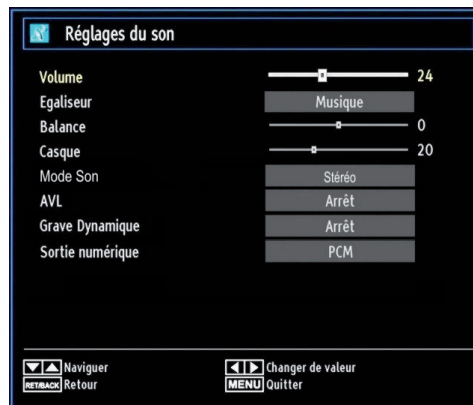 Réglages du son
Volume 24
Egaliseur Musique
Balance 0
Casque 20
Mode Son Stéréo
AVL Arrêt
Grave Dynamique Arrêt
Sortie numérique PCM
Naviguer Changer de valeur
RET/BACK Retour MENU Quitter